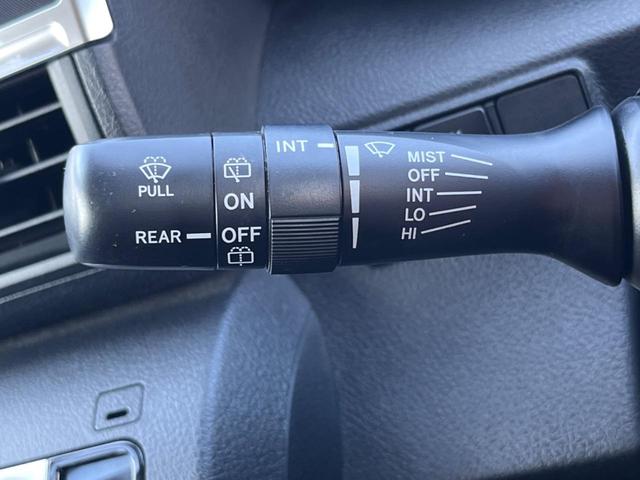 PULL
REAR
ON
OFF
INT
MIST
OFF
INT
LO
HI